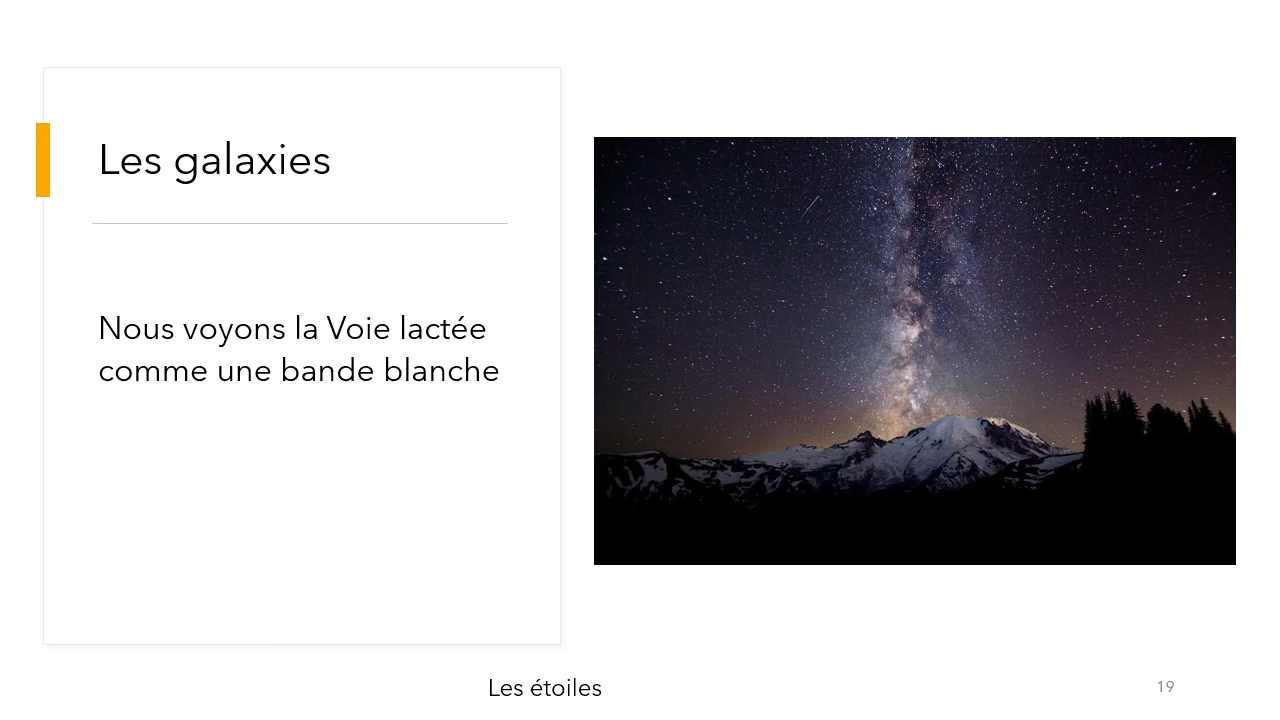 Les galaxies
Nous voyons la Voie lactée
comme une bande blanche
Les étoiles
19